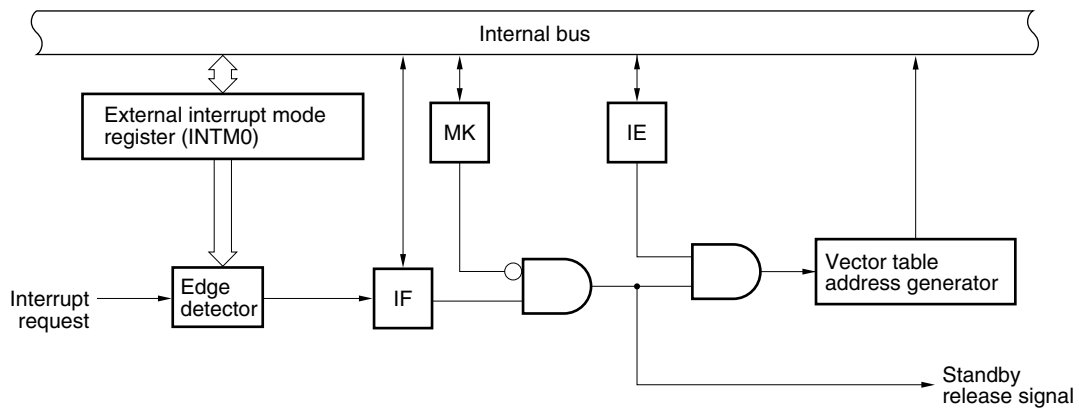 Internal bus
External interrupt mode
register (INTM0)
MK
IE
Vector table
address generator
Edge
detector
IF
Interrupt
request
Standby
release signal